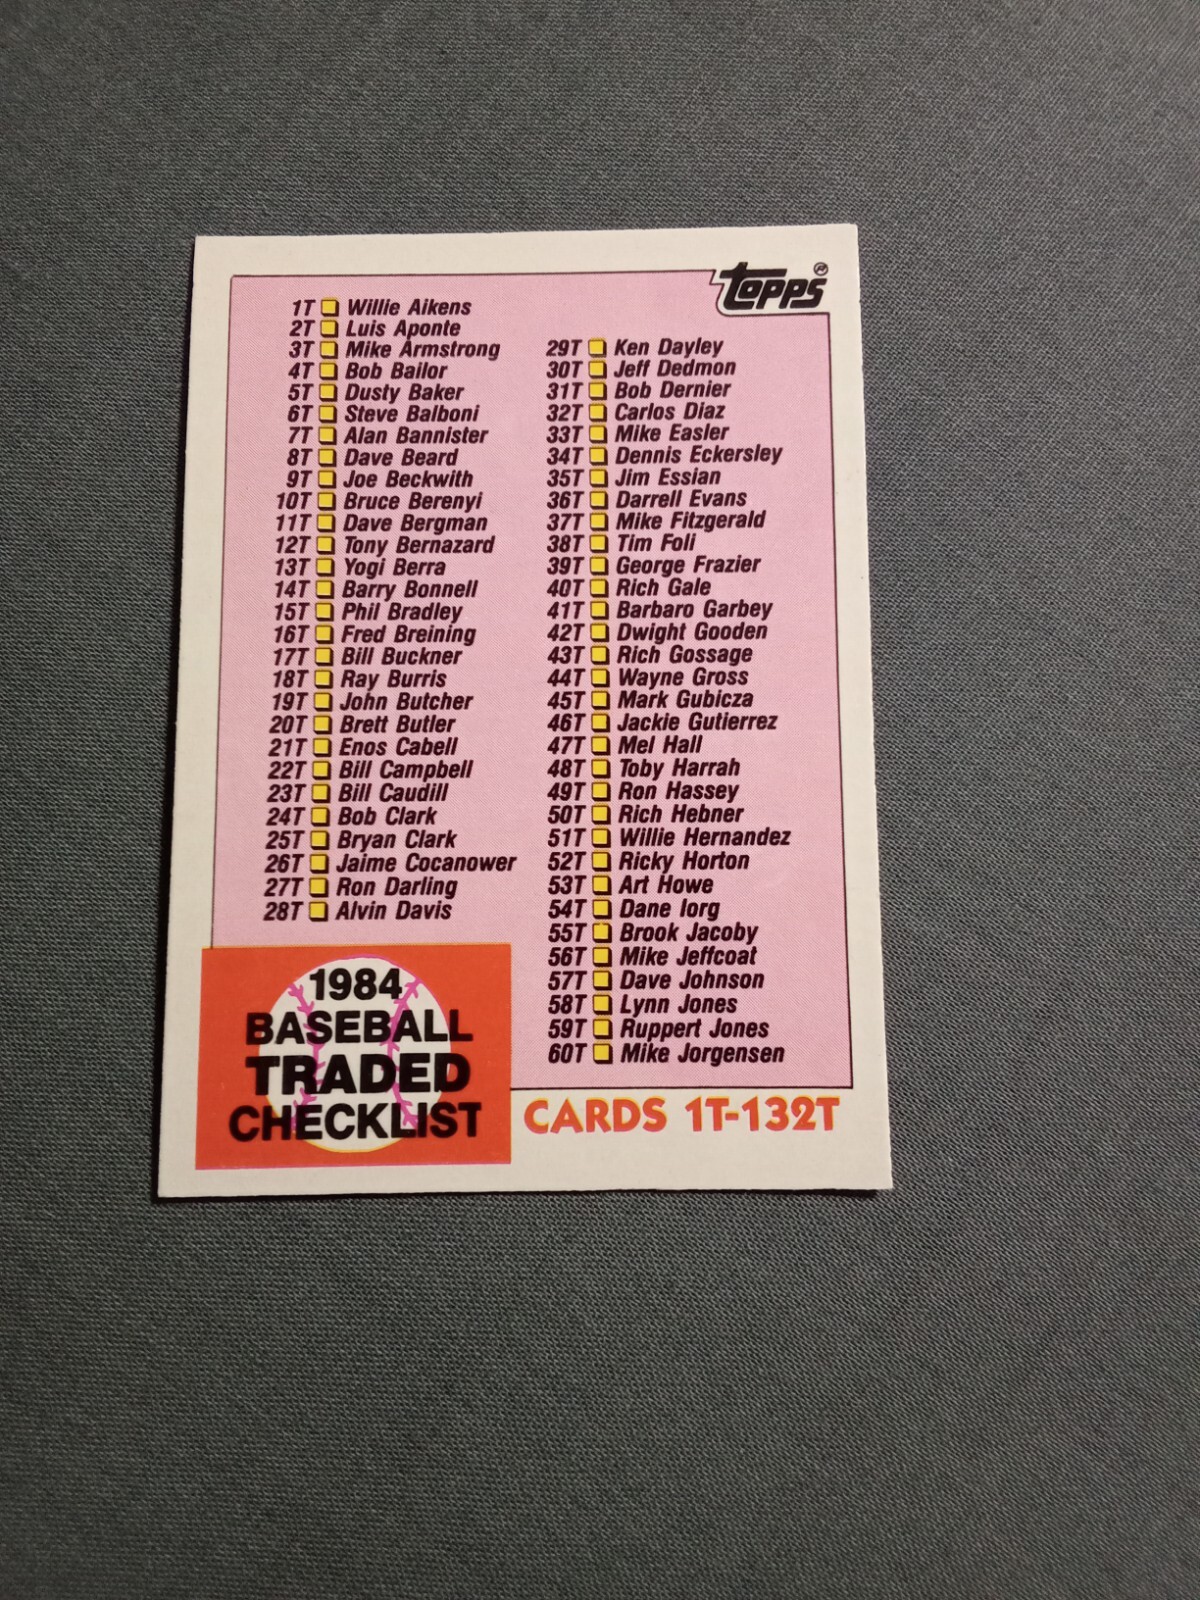 topps
1T Willie Aikens
2T Luis Aponte
3T Mike Armstrong
4T Bob Bailor
5T Dusty Baker
6T Steve Balboni
7T Alan Bannister
8T Dave Beard
9T Joe Beckwith
10T Bruce Berenyi
11T Dave Bergman
12T Tony Bernazard
13T Yogi Berra
14T Barry Bonnell
15T Phil Bradley
16T Fred Breining
17T Bill Buckner
18T Ray Burris
19T John Butcher
20T Brett Butler
21T Enos Cabell
22T Bill Campbell
23T Bill Caudill
24T Bob Clark
25T Bryan Clark
26T Jaime Cocanower
27T Ron Darling
28T Alvin Davis
29T Ken Dayley
30T Jeff Dedmon
31T Bob Dernier
32T Carlos Diaz
33T Mike Easler
34T Dennis Eckersley
35T Jim Essian
36T Darrell Evans
37T Mike Fitzgerald
38T Tim Foli
39T George Frazier
40T Rich Gale
41T Barbaro Garbey
42T Dwight Gooden
43T Rich Gossage
44T Wayne Gross
45T Mark Gubicza
46T Jackie Gutierrez
47T Mel Hall
48T Toby Harrah
49T Ron Hassey
50T Rich Hebner
51T Willie Hernandez
52T Ricky Horton
53T Art Howe
54T Dane Iorg
55T Brook Jacoby
56T Mike Jeffcoat
57T Dave Johnson
58T Lynn Jones
59T Ruppert Jones
60T Mike Jorgensen
1984
BASEBALL
TRADED
CHECKLIST
CARDS 1T-132T